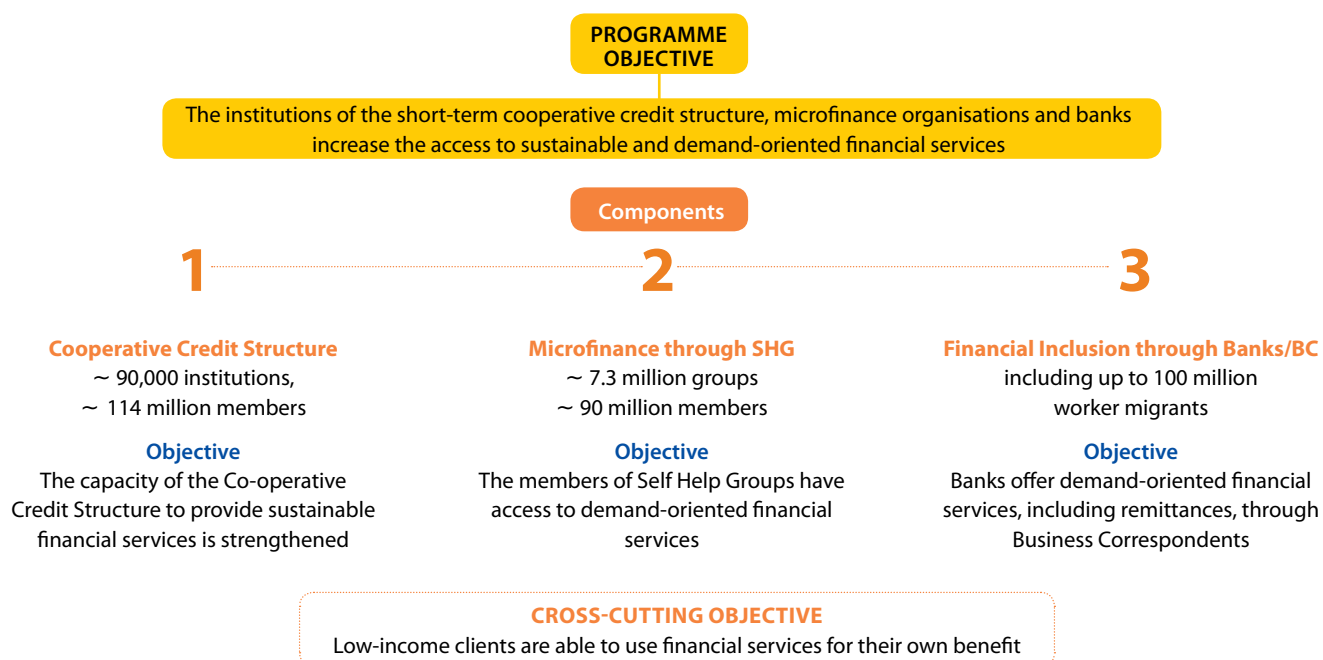 PROGRAMME
OBJECTIVE
The institutions of the short-term cooperative credit structure, microfinance organisations and banks
increase the access to sustainable and demand-oriented financial services
Components
1
2
3
Cooperative Credit Structure
~ 90,000 institutions,
~ 114 million members
Objective
The capacity of the Co-operative
Credit Structure to provide sustainable
financial services is strengthened
Microfinance through SHG
~ 7.3 million groups
~ 90 million members
Objective
The members of Self Help Groups have
access to demand-oriented financial
services
Financial Inclusion through Banks/BC
including up to 100 million
worker migrants
Objective
Banks offer demand-oriented financial
services, including remittances, through
Business Correspondents
CROSS-CUTTING OBJECTIVE
Low-income clients are able to use financial services for their own benefit